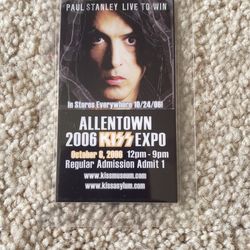 PAUL STANLEY LIVE TO WIN
In Stores Everywhere 10/24/06!
ALLENTOWN
2006 KISS EXPO
October 8, 2006 12pm - 9pm
Regular Admission Admit 1
www.kissmuseum.com
www.kissasylum.com